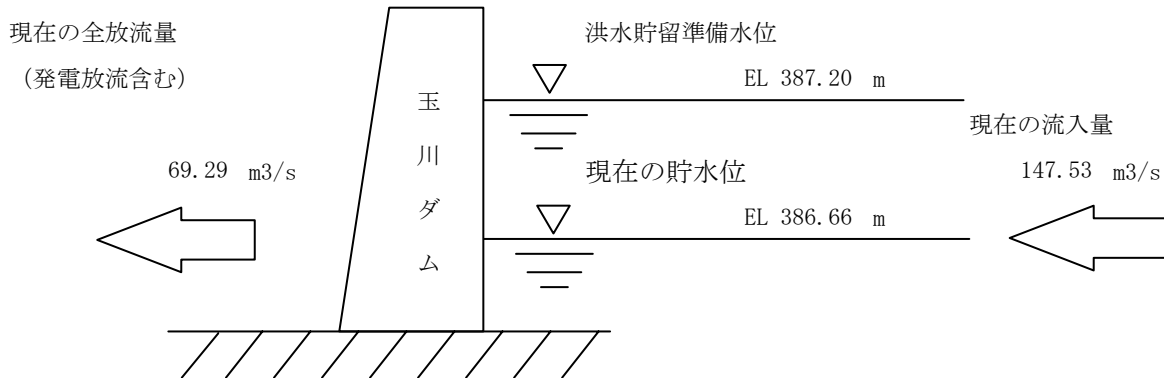 現在の全放流量
(発電放流含む)
69.29 m3/s
玉川ダム
洪水貯留準備水位
EL 387.20 m
現在の貯水位
EL 386.66 m
現在の流入量
147.53 m3/s